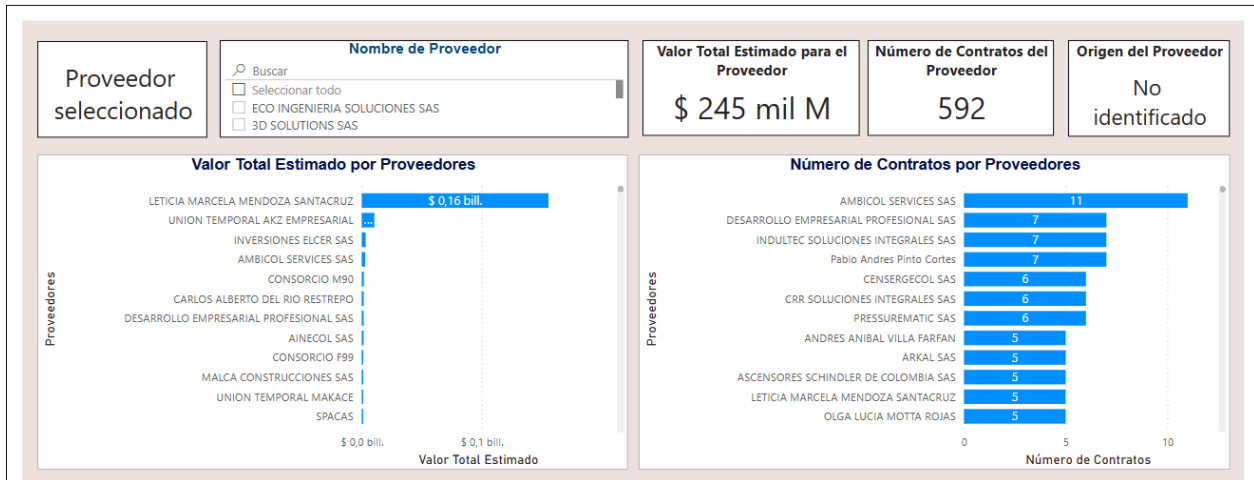 Proveedor
seleccionado
Nombre de Proveedor
Buscar
Seleccionar todo
ECO INGENIERIA SOLUCIONES SAS
3D SOLUTIONS SAS
Valor Total Estimado para el
Proveedor
$ 245 mil M
Número de Contratos del
Proveedor
592
Origen del Proveedor
No
identificado
Valor Total Estimado por Proveedores
Proveedores
LETICIA MARCELA MENDOZA SANTACRUZ $ 0,16 bill.
UNION TEMPORAL AKZ EMPRESARIAL ...
INVERSIONES ELCER SAS
AMBICOL SERVICES SAS
CONSORCIO M90
CARLOS ALBERTO DEL RIO RESTREPO
DESARROLLO EMPRESARIAL PROFESIONAL SAS
AINECOL SAS
CONSORCIO F99
MALCA CONSTRUCCIONES SAS
UNION TEMPORAL MAKACE
SPACAS
$ 0,0 bill. $ 0,1 bill.
Valor Total Estimado
Número de Contratos por Proveedores
Proveedores
AMBICOL SERVICES SAS 11
DESARROLLO EMPRESARIAL PROFESIONAL SAS 7
INDULTEC SOLUCIONES INTEGRALES SAS 7
Pablo Andres Pinto Cortes 7
CENSERGECOL SAS 6
CRR SOLUCIONES INTEGRALES SAS 6
PRESSUREMATIC SAS 6
ANDRES ANIBAL VILLA FARFAN 5
ARKAL SAS 5
ASCENSORES SCHINDLER DE COLOMBIA SAS 5
LETICIA MARCELA MENDOZA SANTACRUZ 5
OLGA LUCIA MOTTA ROJAS 5
0 5 10
Número de Contratos